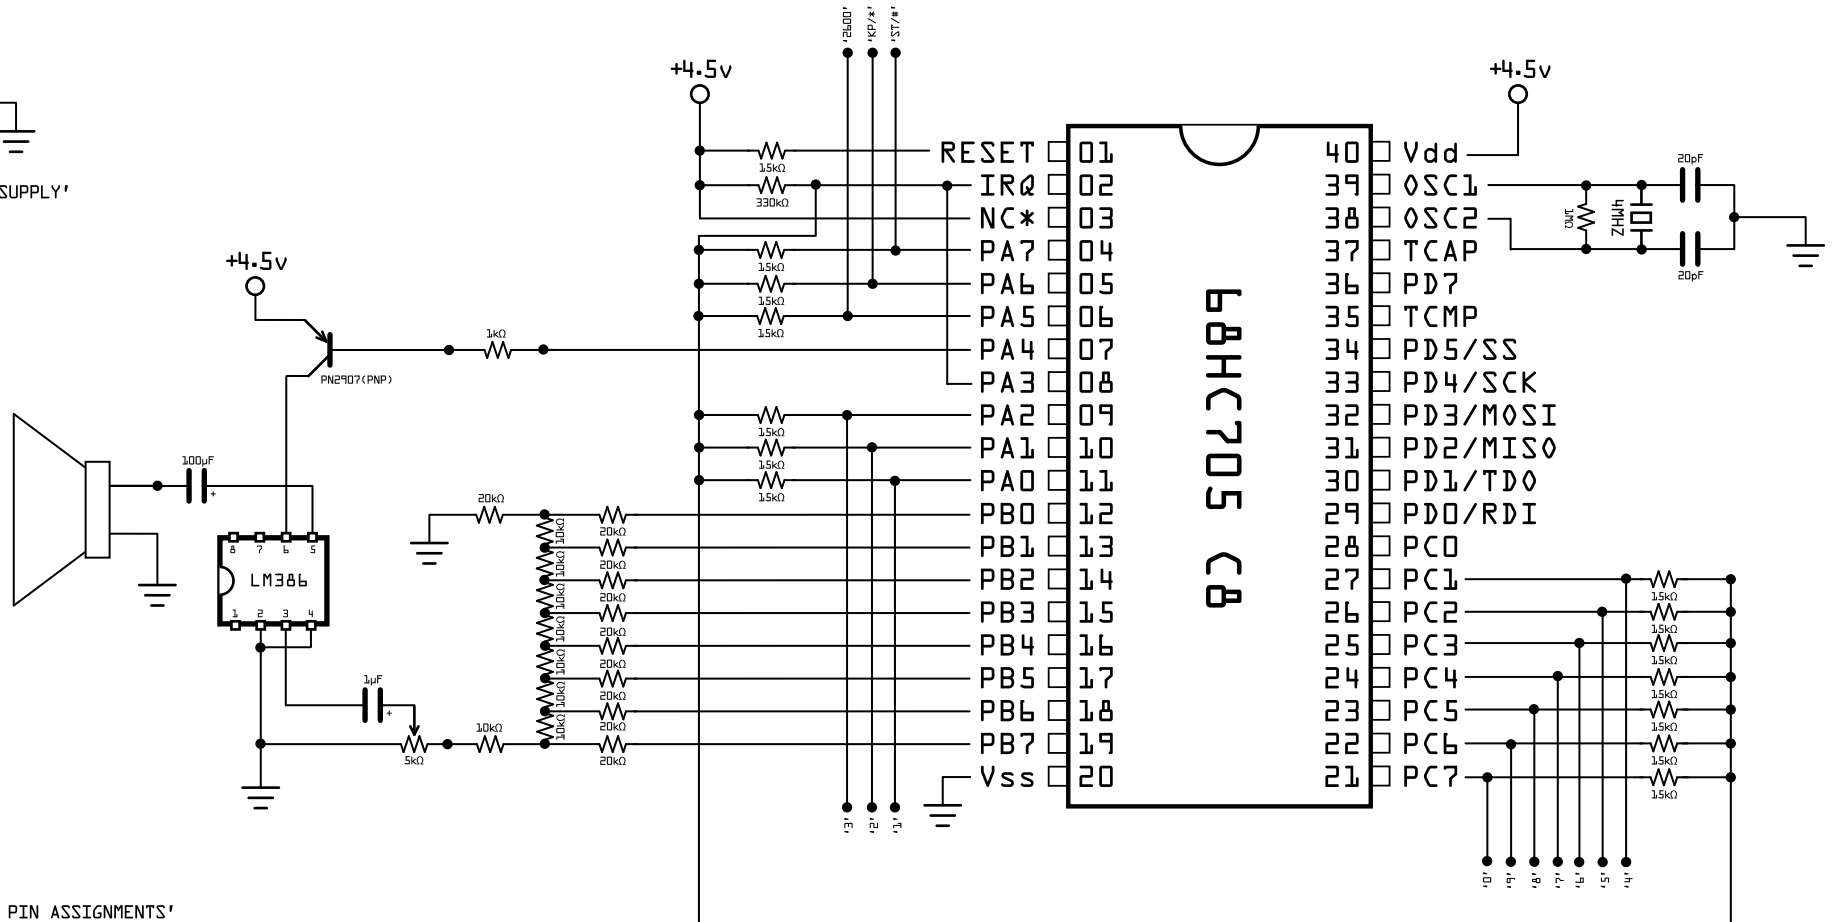 '2600'
'KP/*'
'ST/#'
+4.5v
+4.5v
SUPPLY'
+4.5v
PN2907(PNP)
1kΩ
100µF
+
8 7 6 5
LM386
1 2 3 4
1µF
+
5kΩ
10kΩ
20kΩ
10kΩ
10kΩ
10kΩ
10kΩ
10kΩ
10kΩ
10kΩ
20kΩ
20kΩ
20kΩ
20kΩ
20kΩ
20kΩ
20kΩ
20kΩ
15kΩ
330kΩ
15kΩ
15kΩ
15kΩ
15kΩ
15kΩ
15kΩ
RESET 01
IRQ 02
NC* 03
PA7 04
PA6 05
PA5 06
PA4 07
PA3 08
PA2 09
PA1 10
PA0 11
PB0 12
PB1 13
PB2 14
PB3 15
PB4 16
PB5 17
PB6 18
PB7 19
Vss 20
68HC705 C8
40 Vdd
39 OSC1
38 OSC2
37 TCAP
36 PD7
35 TCMP
34 PD5/SS
33 PD4/SCK
32 PD3/MOSI
31 PD2/MISO
30 PD1/TDO
29 PD0/RDI
28 PC0
27 PC1
26 PC2
25 PC3
24 PC4
23 PC5
22 PC6
21 PC7
1MΩ
4MHZ
20pF
20pF
15kΩ
15kΩ
15kΩ
15kΩ
15kΩ
15kΩ
15kΩ
'3'
'2'
'1'
'0'
'9'
'8'
'7'
'6'
'5'
'4'
PIN ASSIGNMENTS'